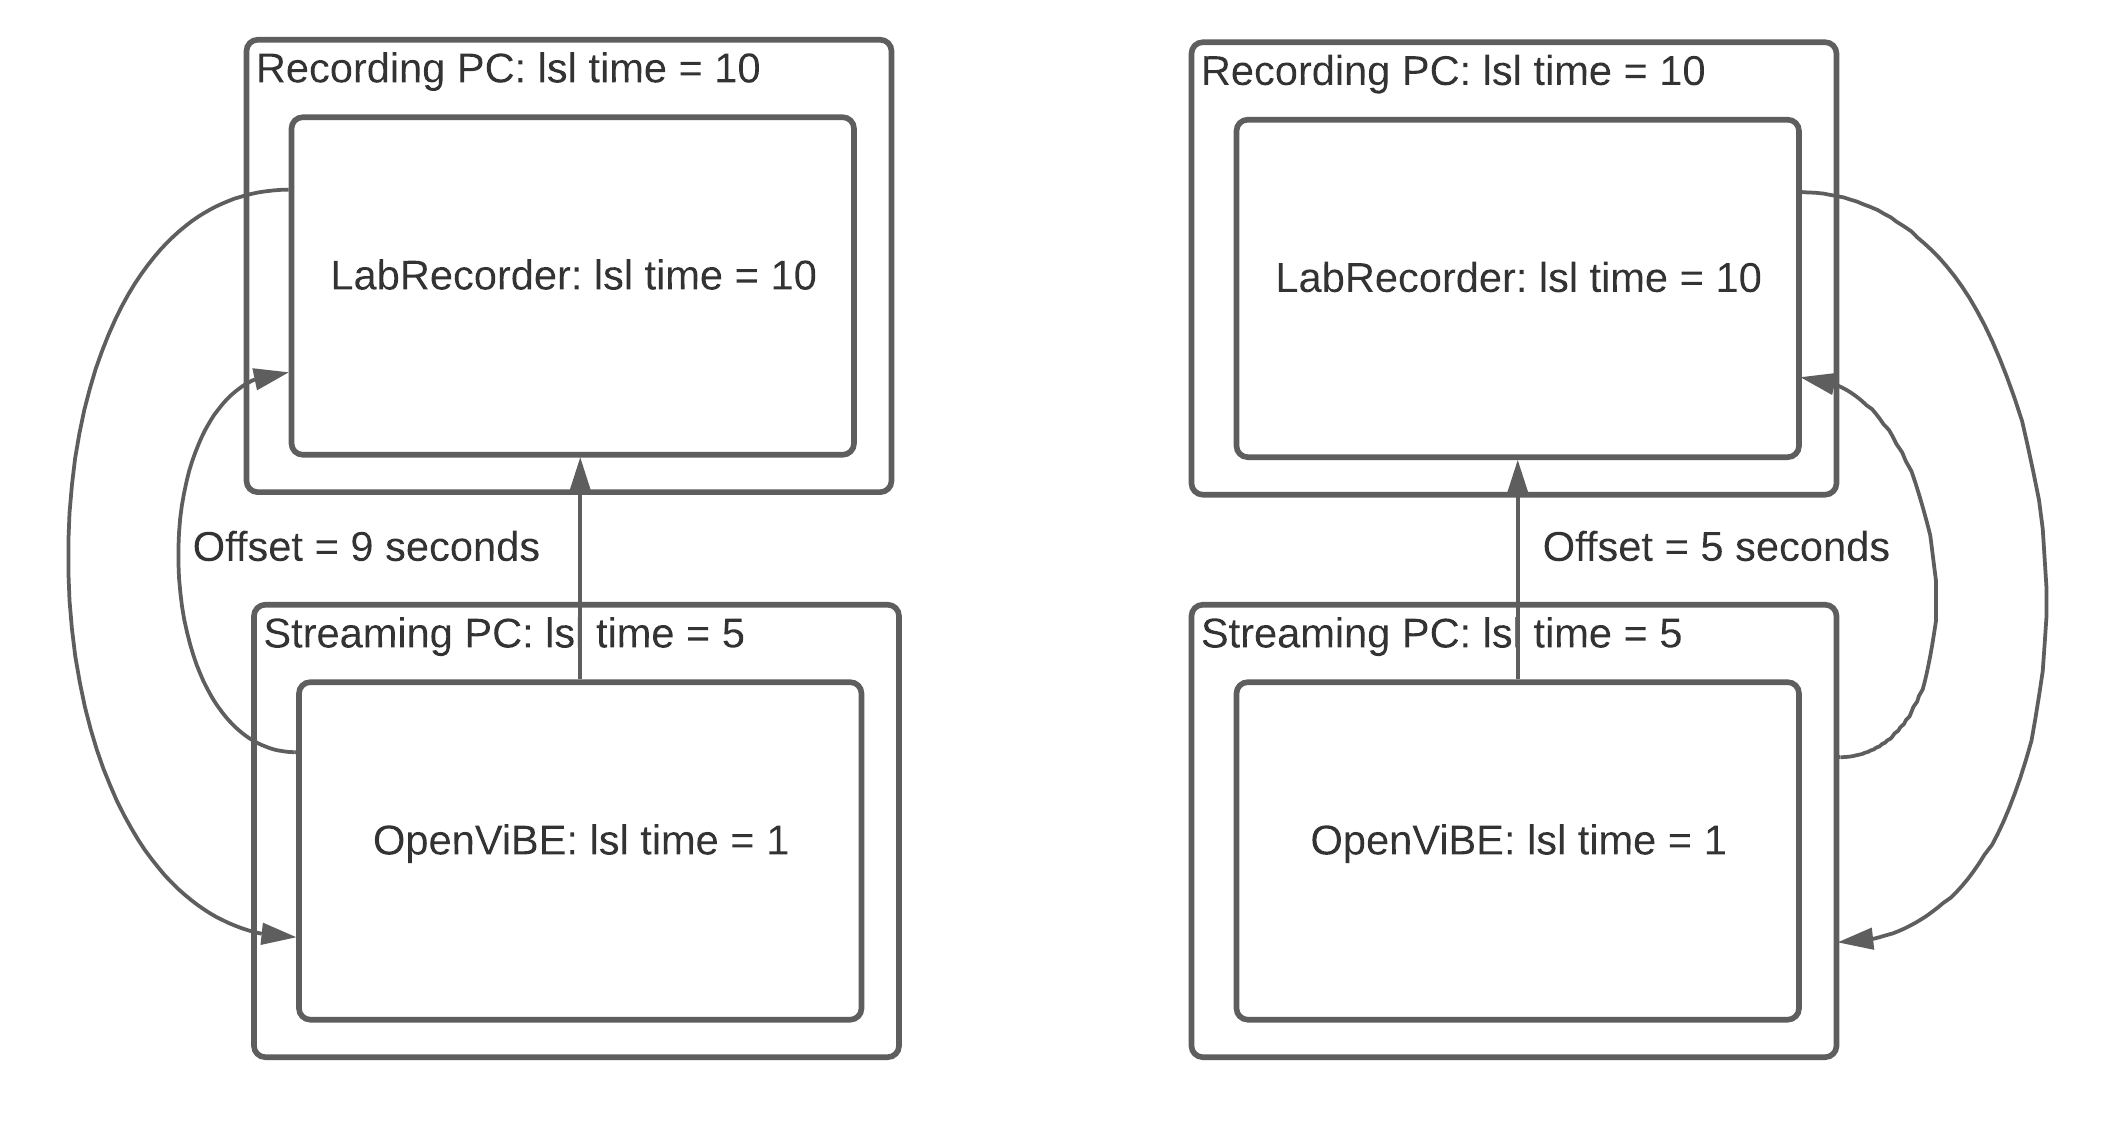 Recording PC: lsl time = 10
LabRecorder: lsl time = 10
Offset = 9 seconds
Streaming PC: lsl time = 5
OpenViBE: lsl time = 1
Recording PC: lsl time = 10
LabRecorder: lsl time = 10
Offset = 5 seconds
Streaming PC: lsl time = 5
OpenViBE: lsl time = 1